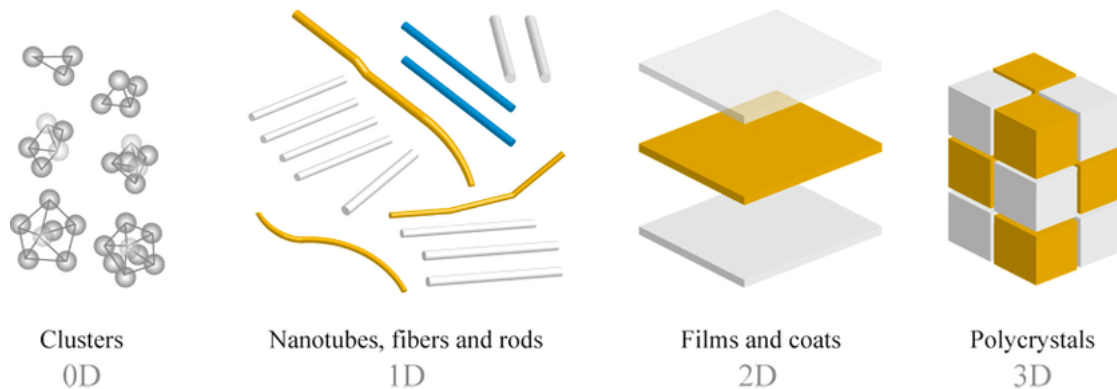 Clusters
0D
Nanotubes, fibers and rods
1D
Films and coats
2D
Polycrystals
3D